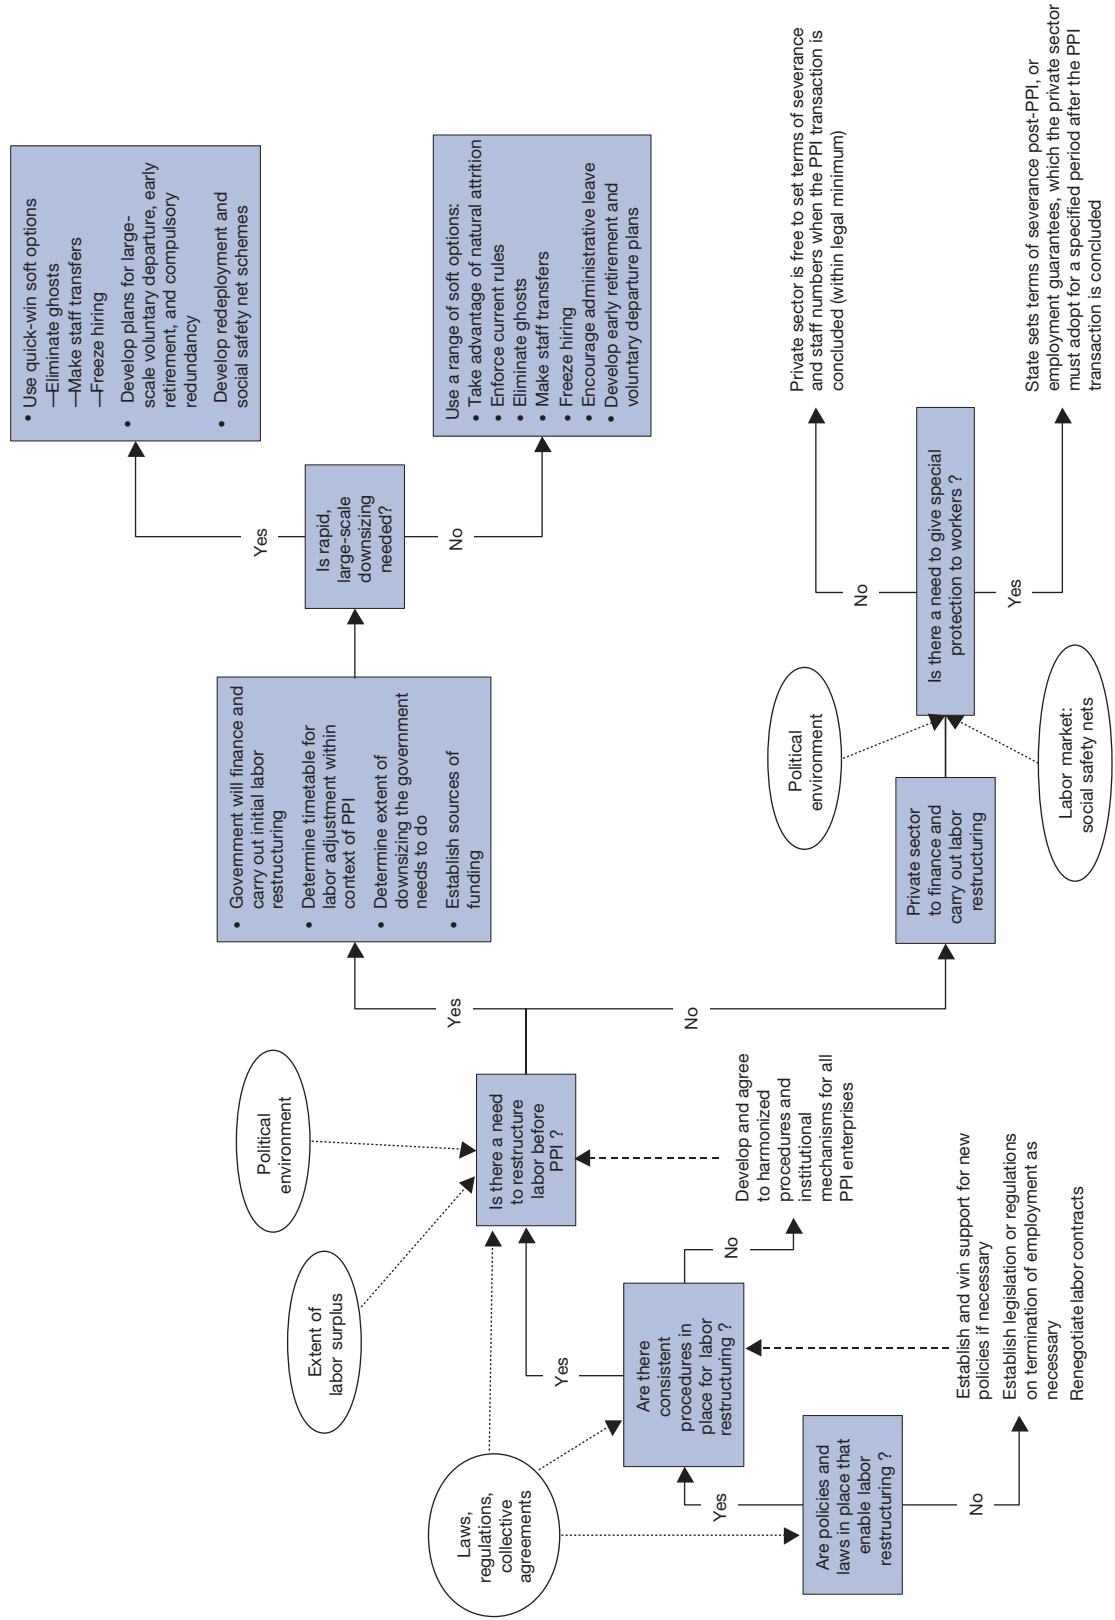 Laws,
regulations,
collective
agreements
Extent of
labor surplus
Political
environment
Are policies and
laws in place that
enable labor
restructuring ?
Yes
No
Establish and win support for new
policies if necessary
Establish legislation or regulations
on termination of employment as
necessary
Renegotiate labor contracts
Are there
consistent
procedures in
place for labor
restructuring ?
Yes
No
Develop and agree
to harmonized
procedures and
institutional
mechanisms for all
PPI enterprises
Is there a need
to restructure
labor before
PPI ?
Yes
No
• Government will finance and
carry out initial labor
restructuring
• Determine timetable for
labor adjustment within
context of PPI
• Determine extent of
downsizing the government
needs to do
• Establish sources of
funding
Is rapid,
large-scale
downsizing
needed?
Yes
No
• Use quick-win soft options
—Eliminate ghosts
—Make staff transfers
—Freeze hiring
• Develop plans for large-
scale voluntary departure, early
retirement, and compulsory
redundancy
• Develop redeployment and
social safety net schemes
Use a range of soft options:
• Take advantage of natural attrition
• Enforce current rules
• Eliminate ghosts
• Make staff transfers
• Freeze hiring
• Encourage administrative leave
• Develop early retirement and
voluntary departure plans
Private sector
to finance and
carry out labor
restructuring
Political
environment
Labor market:
social safety nets
Is there a need to give special
protection to workers ?
No
Yes
Private sector is free to set terms of severance
and staff numbers when the PPI transaction is
concluded (within legal minimum)
State sets terms of severance post-PPI, or
employment guarantees, which the private sector
must adopt for a specified period after the PPI
transaction is concluded